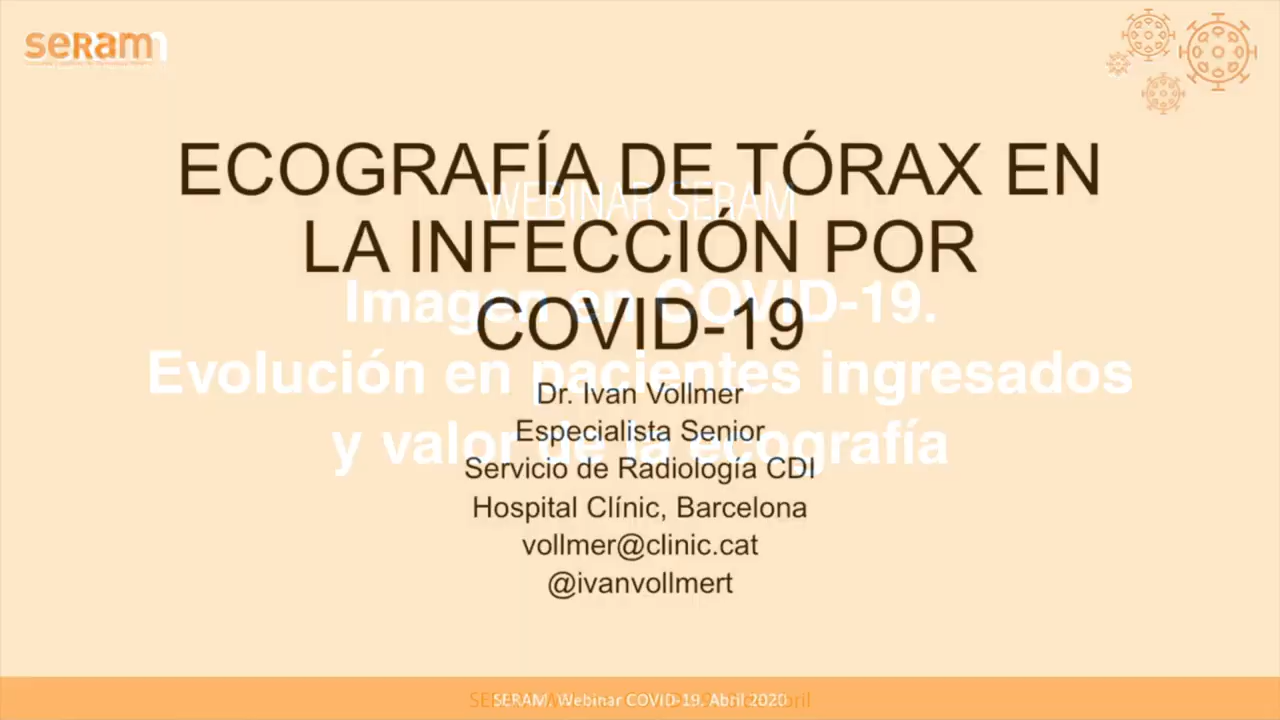 seRam
ECOGRAFÍA DE TÓRAX EN
WEBINAR SERAM
LA INFECCIÓN POR
Imagen en COVID-19.
COVID-19
Evolución en pacientes ingresados
Dr. Ivan Vollmer
Especialista Senior
y valor de la ecografía
Servicio de Radiología CDI
Hospital Clínic, Barcelona
vollmer@clinic.cat
@ivanvollmert
SERAM. Webinar COVID-19. Abril 2020